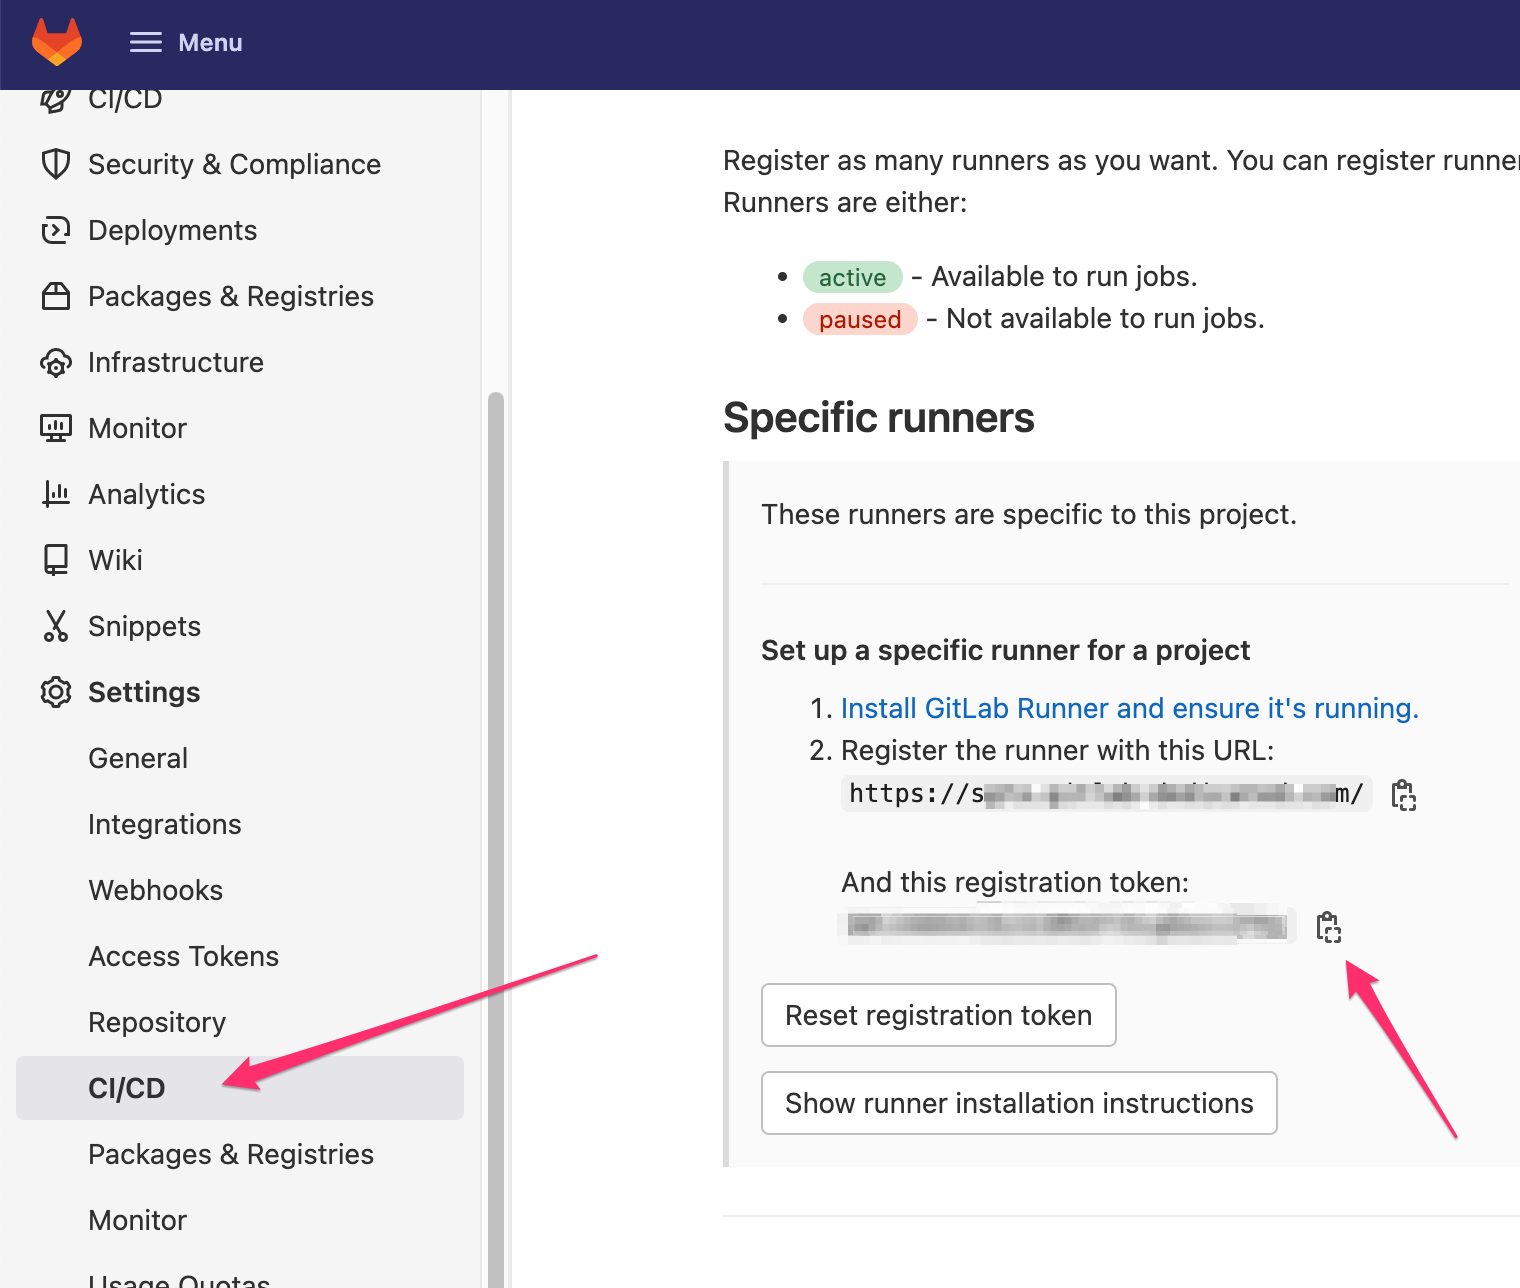 Menu
CI/CD
Security & Compliance
Deployments
Packages & Registries
Infrastructure
Monitor
Analytics
Wiki
Snippets
Settings
General
Integrations
Webhooks
Access Tokens
Repository
CI/CD
Packages & Registries
Monitor
Usage Quotas
Register as many runners as you want. You can register runner
Runners are either:
• active - Available to run jobs.
• paused - Not available to run jobs.
Specific runners
These runners are specific to this project.
Set up a specific runner for a project
1. Install GitLab Runner and ensure it's running.
2. Register the runner with this URL:
https://s m/
And this registration token:
Reset registration token
Show runner installation instructions